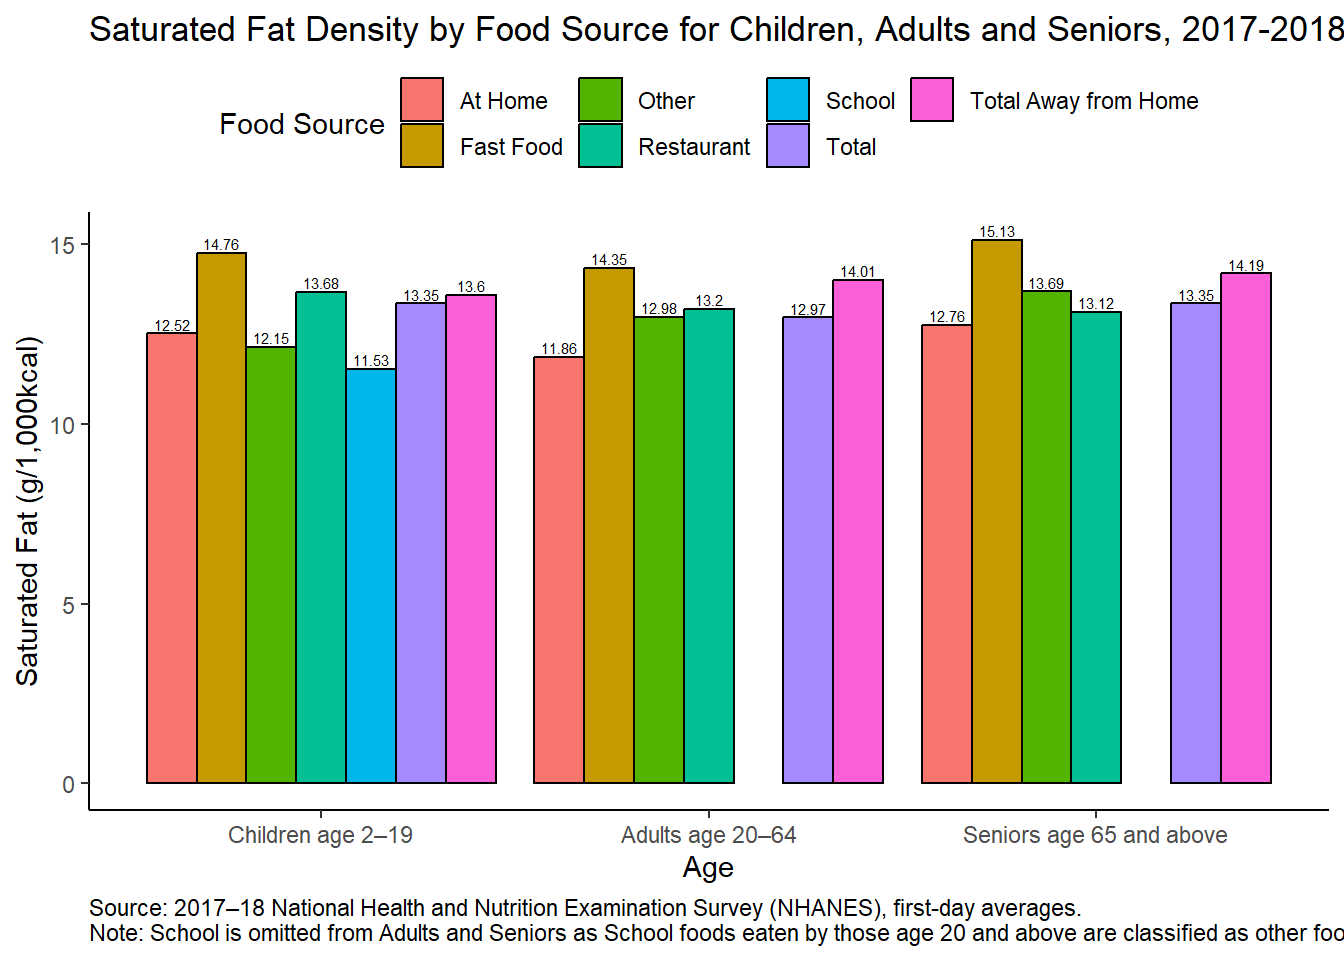 Saturated Fat Density by Food Source for Children, Adults and Seniors, 2017-2018
Food Source
At Home
Other
School
Total Away from Home
Fast Food
Restaurant
Total
Saturated Fat (g/1,000kcal)
15
10
5
0
12.52
14.76
12.15
13.68
11.53
13.35
13.6
11.86
14.35
12.98
13.2
12.97
14.01
12.76
15.13
13.69
13.12
13.35
14.19
Children age 2–19
Adults age 20–64
Seniors age 65 and above
Age
Source: 2017–18 National Health and Nutrition Examination Survey (NHANES), first-day averages.
Note: School is omitted from Adults and Seniors as School foods eaten by those age 20 and above are classified as other foo